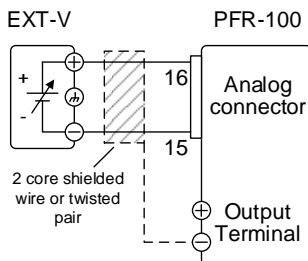 EXT-V
PFR-100
+
-
16
15
Analog
connector
2 core shielded
wire or twisted
pair
Output
Terminal